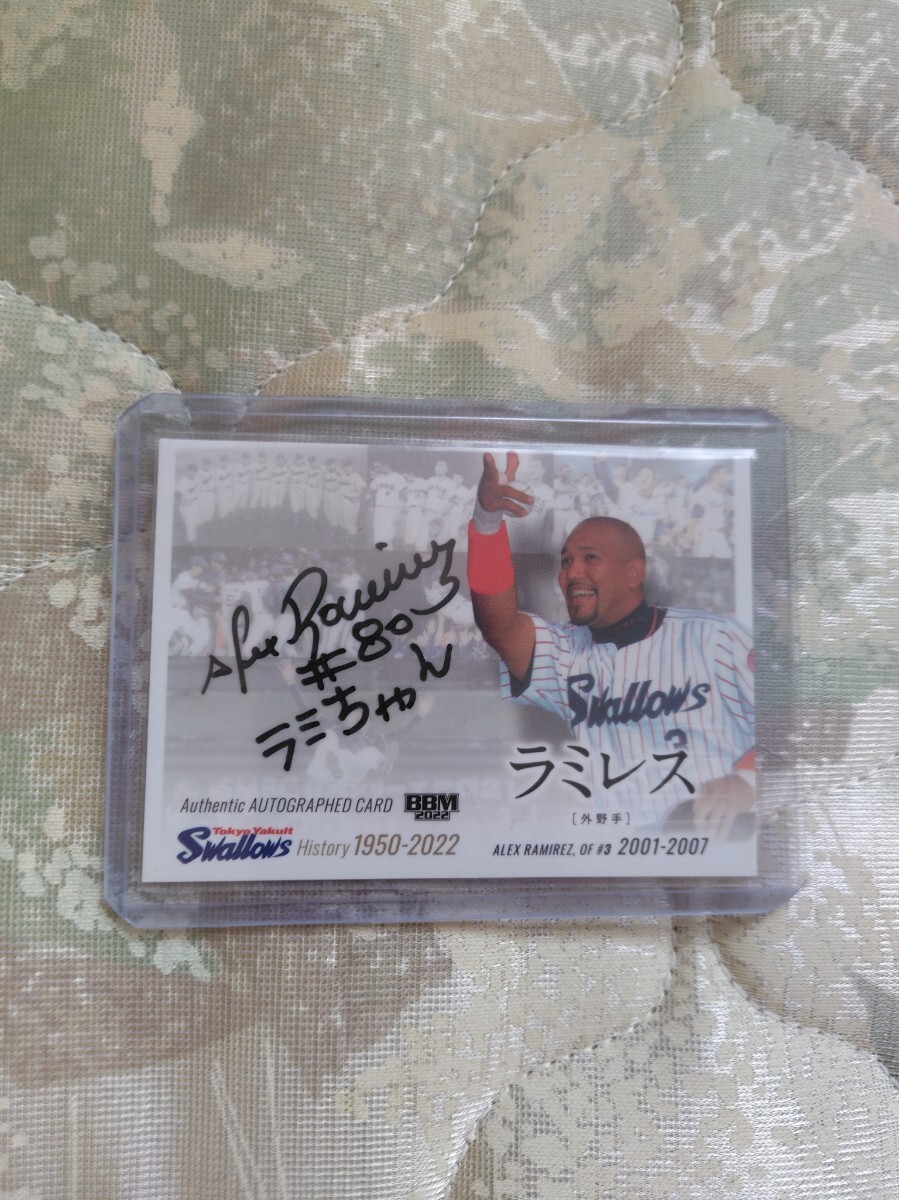 Alex Ramirez
#80
ラミちゃん
Swallows
3
ラミレス
[外野手]
Authentic AUTOGRAPHED CARD BBM 2022
Tokyo Yakult
Swallows History 1950-2022
ALEX RAMIREZ, OF #3 2001-2007